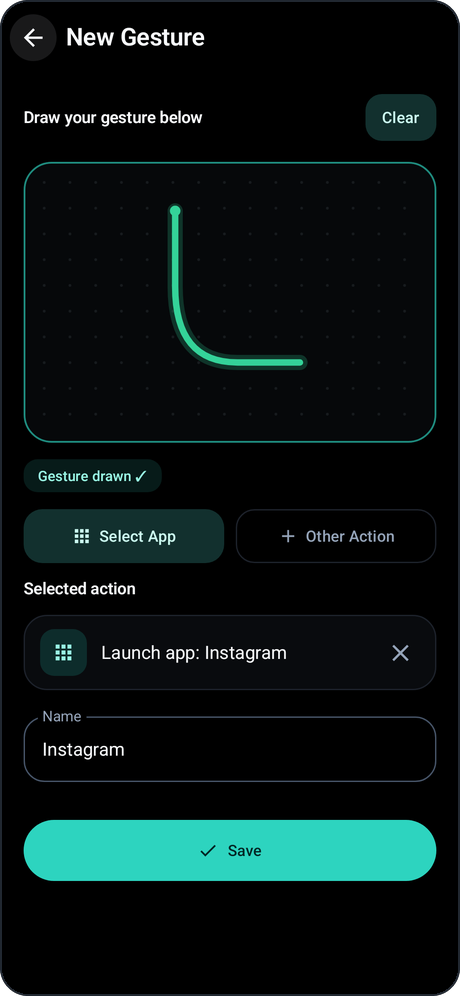 New Gesture
Draw your gesture below
Clear
Gesture drawn ✓
Select App
Other Action
Selected action
Launch app: Instagram
Name
Instagram
Save